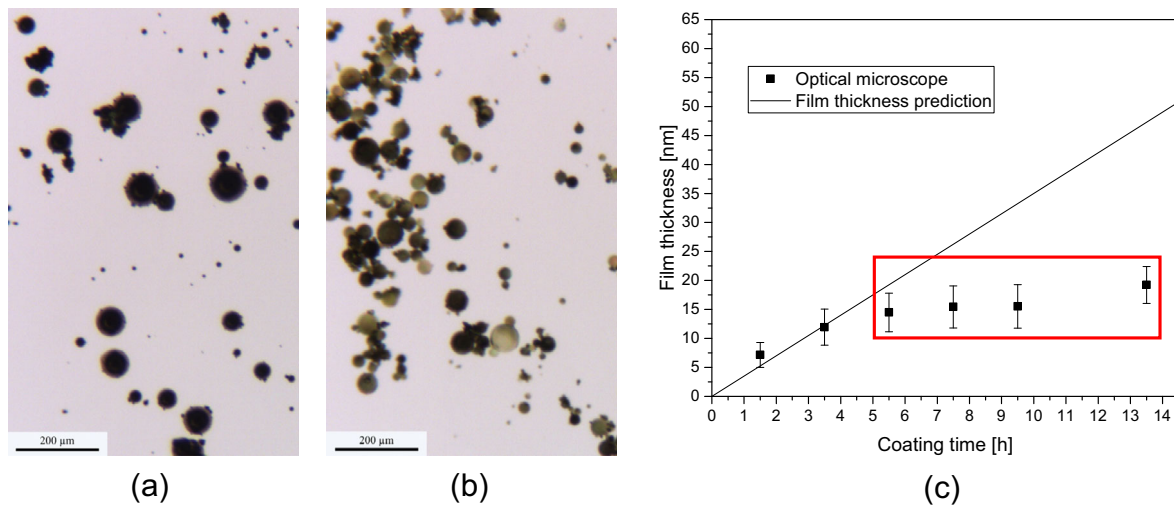 200 µm
(a)
200 µm
(b)
Film thickness [nm]
65
60
55
50
45
40
35
30
25
20
15
10
5
0
Optical microscope
Film thickness prediction
0 1 2 3 4 5 6 7 8 9 10 11 12 13 14
Coating time [h]
(c)